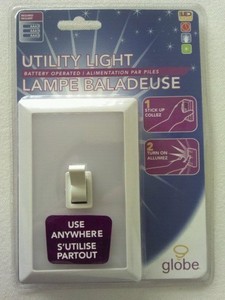 UTILITY LIGHT
BATTERY OPERATED / ALIMENTATION PAR PILES
LAMPE BALADEUSE
1 STICK UP
COLLEZ
2 TURN ON
ALLUMEZ
USE
ANYWHERE
S'UTILISE
PARTOUT
globe